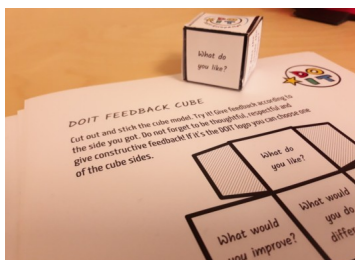 What do
you like?
DO
IT
DOIT FEEDBACK CUBE
Cut out and stick the cube model. Try it! Give feedback according to
the side you got. Do not forget to be thoughtful, respectful and
give constructive feedback! If it's the DOIT logo you can choose one
of the cube sides.
What do
you like?
What would
you improve?
What would
you do